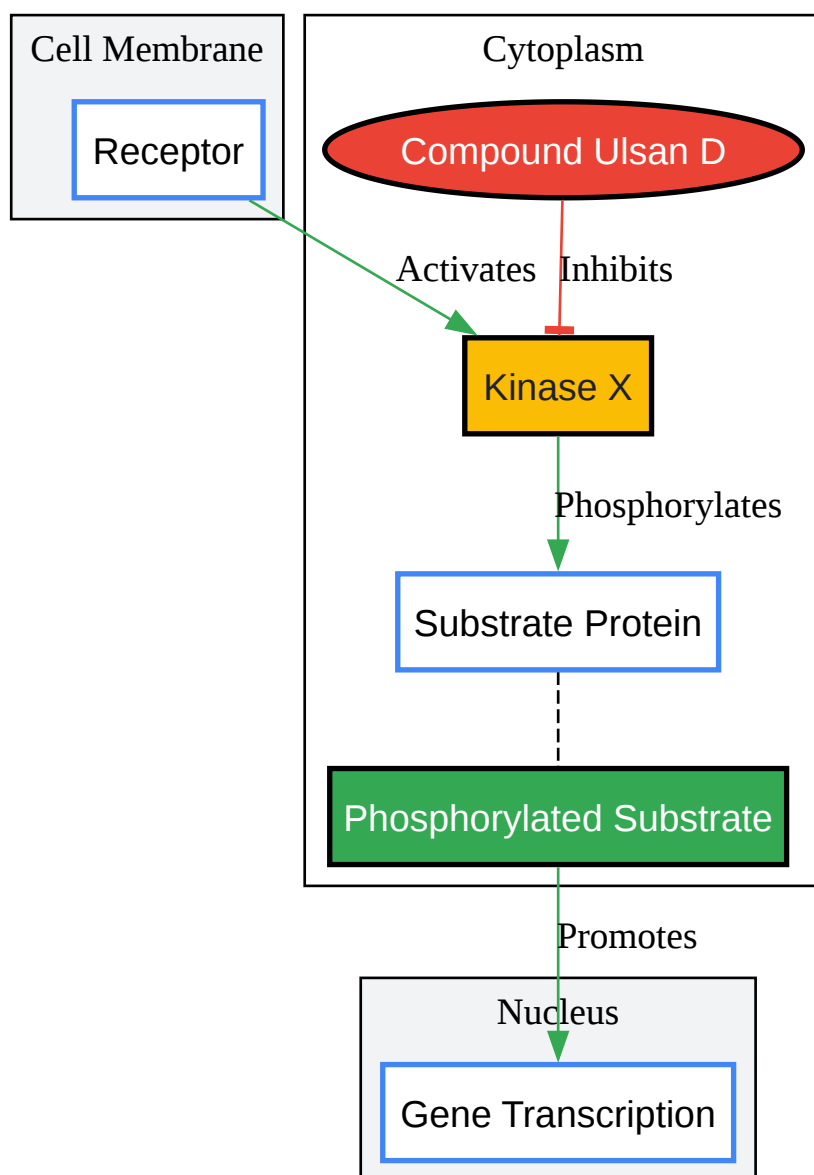 Cell Membrane
Cytoplasm
Receptor
Compound Ulsan D
Activates
Inhibits
Kinase X
Phosphorylates
Substrate Protein
Phosphorylated Substrate
Promotes
Nucleus
Gene Transcription